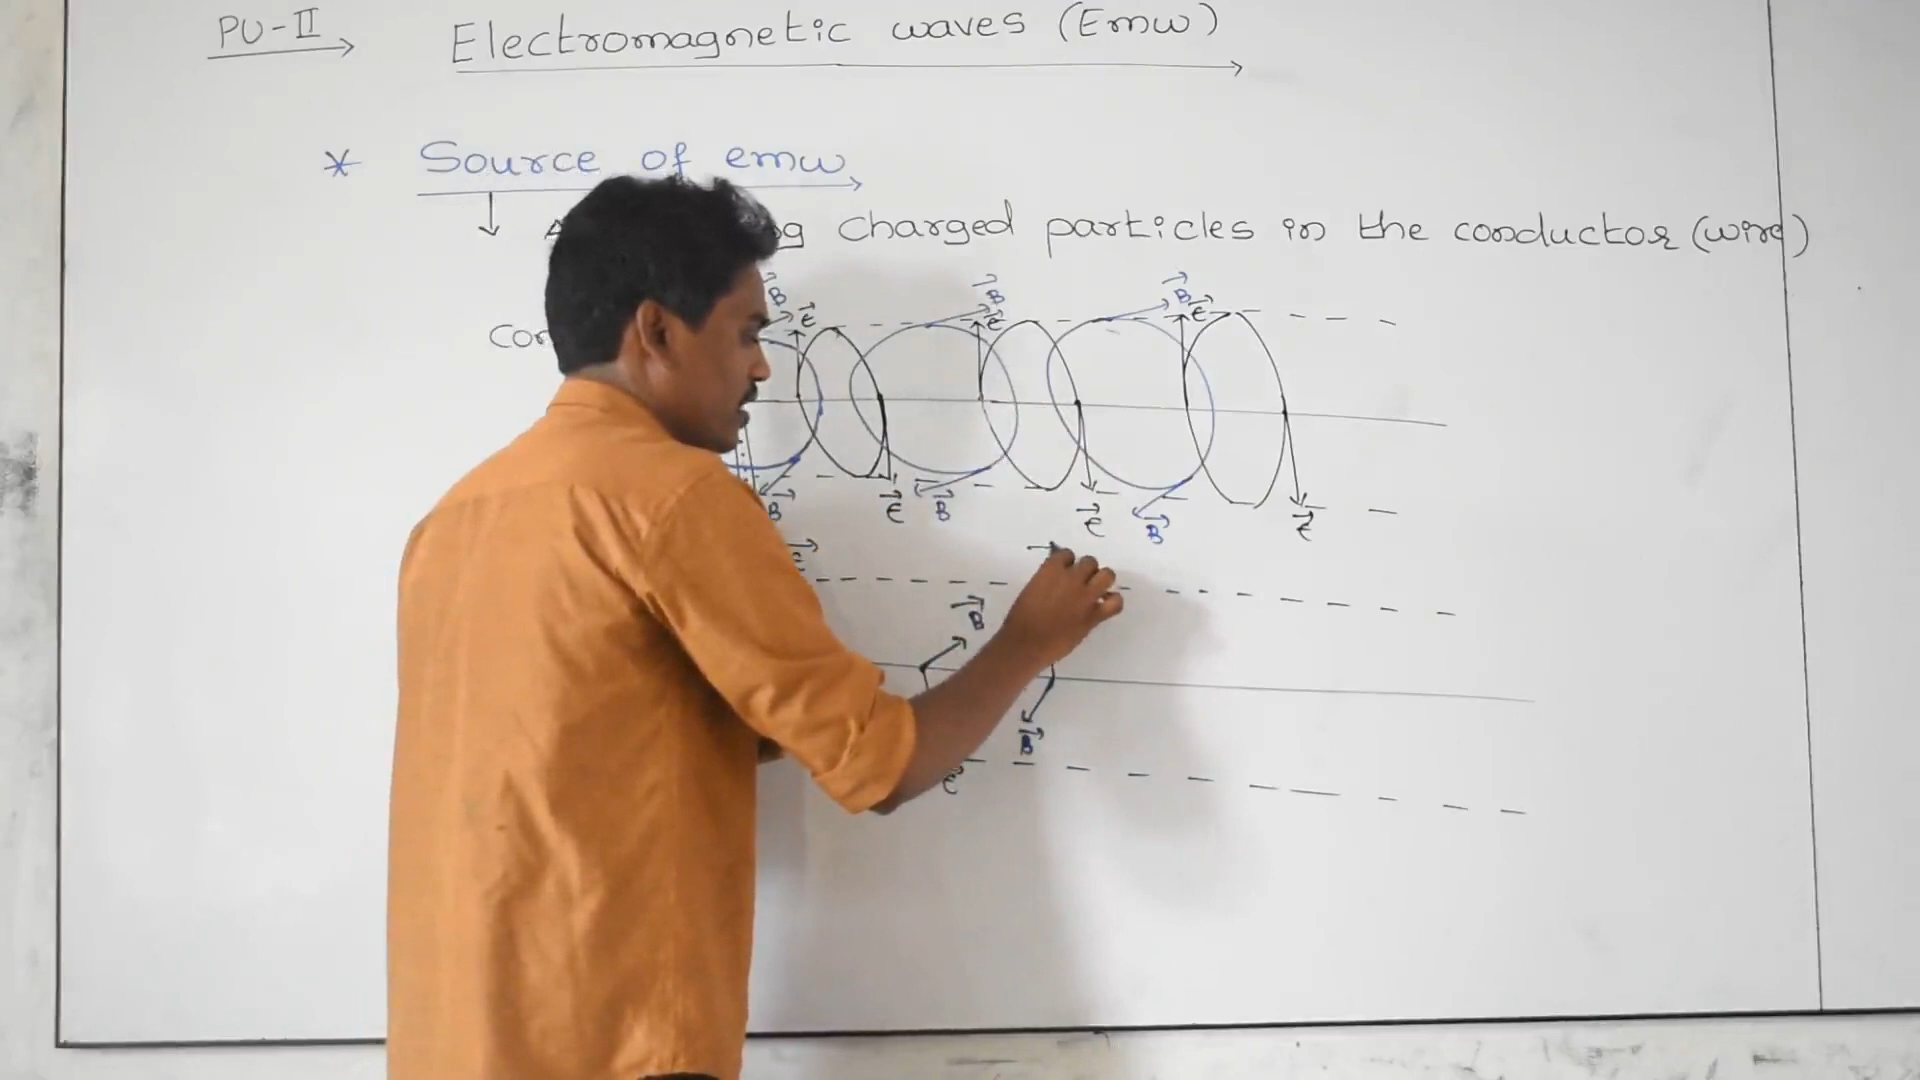 PU-II
Electromagnetic waves (Emw)
* Source of emw
charged particles in the conductor (wire)
B B B
E E E
B E B E B E
E
B
B
E